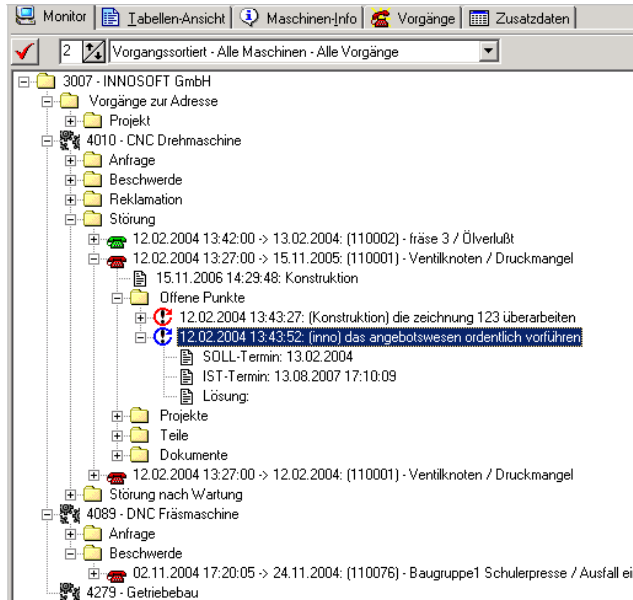 Monitor Tabellen-Ansicht Maschinen-Info Vorgänge Zusatzdaten
2 Vorgangssortiert - Alle Maschinen - Alle Vorgänge
3007 - INNOSOFT GmbH
Vorgänge zur Adresse
Projekt
4010 - CNC Drehmaschine
Anfrage
Beschwerde
Reklamation
Störung
12.02.2004 13:42:00 -> 13.02.2004: (110002) - fräse 3 / Ölverlußt
12.02.2004 13:27:00 -> 15.11.2005: (110001) - Ventilknoten / Druckmangel
15.11.2006 14:29:48: Konstruktion
Offene Punkte
12.02.2004 13:43:27: (Konstruktion) die zeichnung 123 überarbeiten
12.02.2004 13:43:52: (inno) das angebotswesen ordentlich vorführen
SOLL-Termin: 13.02.2004
IST-Termin: 13.08.2007 17:10:09
Lösung:
Projekte
Teile
Dokumente
12.02.2004 13:27:00 -> 12.02.2004: (110001) - Ventilknoten / Druckmangel
Störung nach Wartung
4089 - DNC Fräsmaschine
Anfrage
Beschwerde
02.11.2004 17:20:05 -> 24.11.2004: (110076) - Baugruppe1 Schulerpresse / Ausfall ei
4279 - Getriebebau